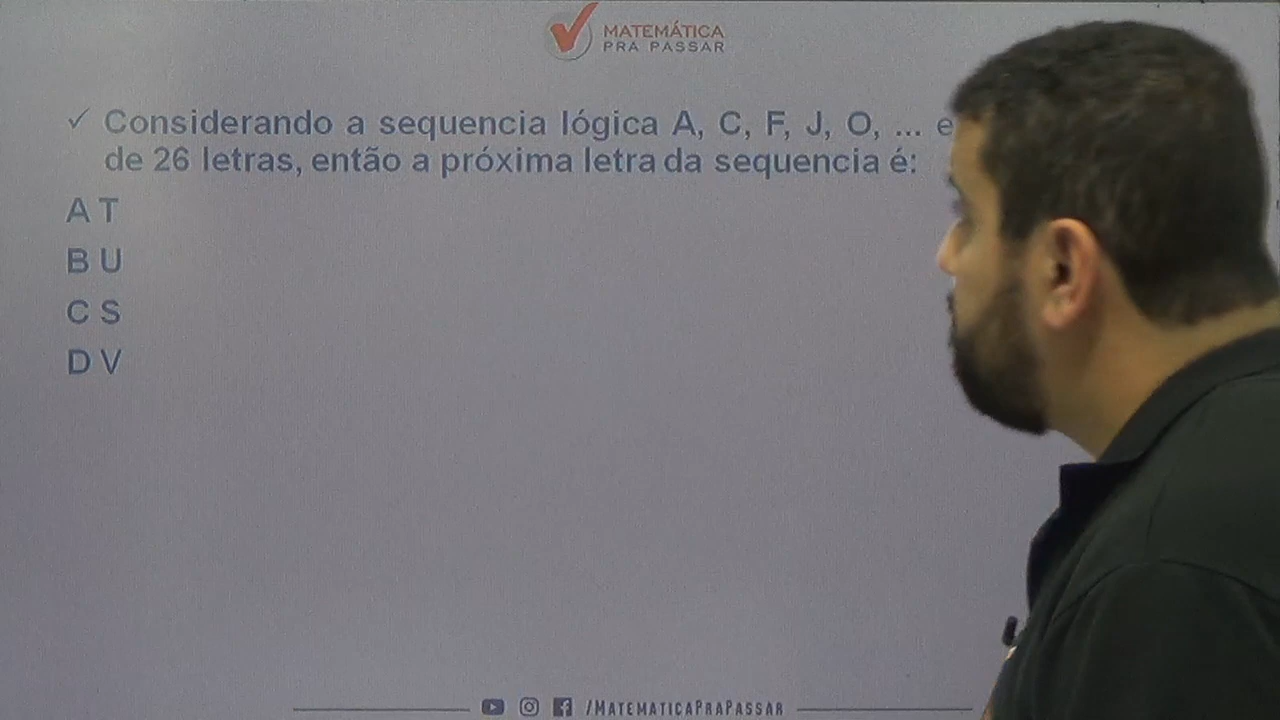 MATEMÁTICA
PRA PASSAR
✓ Considerando a sequencia lógica A, C, F, J, O, ... e
de 26 letras, então a próxima letra da sequencia é:
A T
B U
C S
D V
/MATEMATICAPRAPASSAR